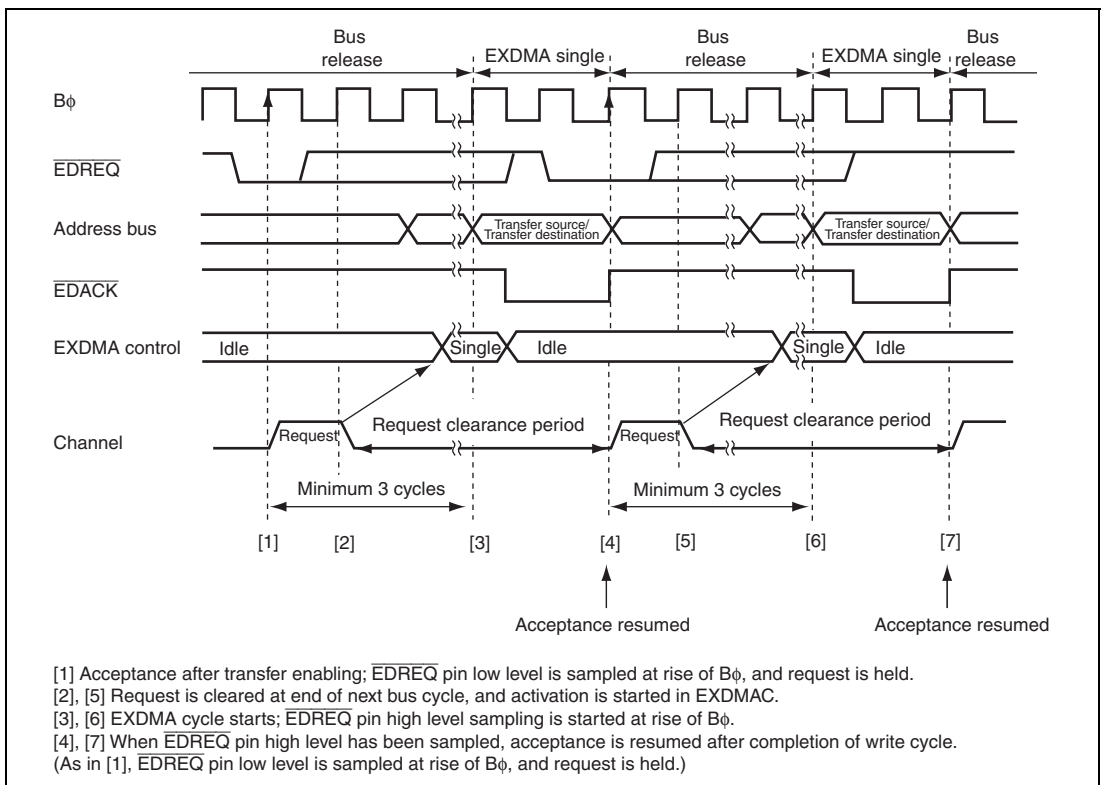 Bus release
EXDMA single
Bus release
EXDMA single
Bus release
Bφ
EDREQ
Address bus
Transfer source/
Transfer destination
Transfer source/
Transfer destination
EDACK
EXDMA control
Idle
Single
Idle
Single
Idle
Channel
Request
Request clearance period
Request
Request clearance period
Minimum 3 cycles
Minimum 3 cycles
[1]
[2]
[3]
[4]
[5]
[6]
[7]
Acceptance resumed
Acceptance resumed
[1] Acceptance after transfer enabling; EDREQ pin low level is sampled at rise of Bφ, and request is held.
[2], [5] Request is cleared at end of next bus cycle, and activation is started in EXDMAC.
[3], [6] EXDMA cycle starts; EDREQ pin high level sampling is started at rise of Bφ.
[4], [7] When EDREQ pin high level has been sampled, acceptance is resumed after completion of write cycle.
(As in [1], EDREQ pin low level is sampled at rise of Bφ, and request is held.)